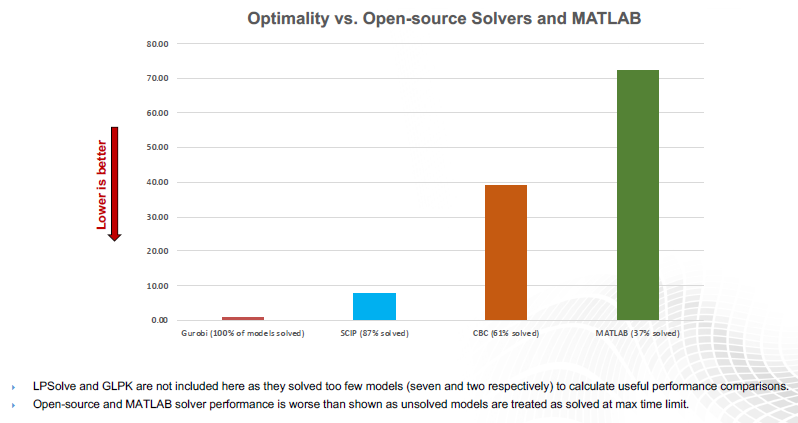 Optimality vs. Open-source Solvers and MATLAB
80.00
70.00
60.00
50.00
40.00
30.00
20.00
10.00
0.00
Lower is better
Gurobi (100% of models solved)
SCIP (87% solved)
CBC (61% solved)
MATLAB (37% solved)
LPSolve and GLPK are not included here as they solved too few models (seven and two respectively) to calculate useful performance comparisons.
Open-source and MATLAB solver performance is worse than shown as unsolved models are treated as solved at max time limit.